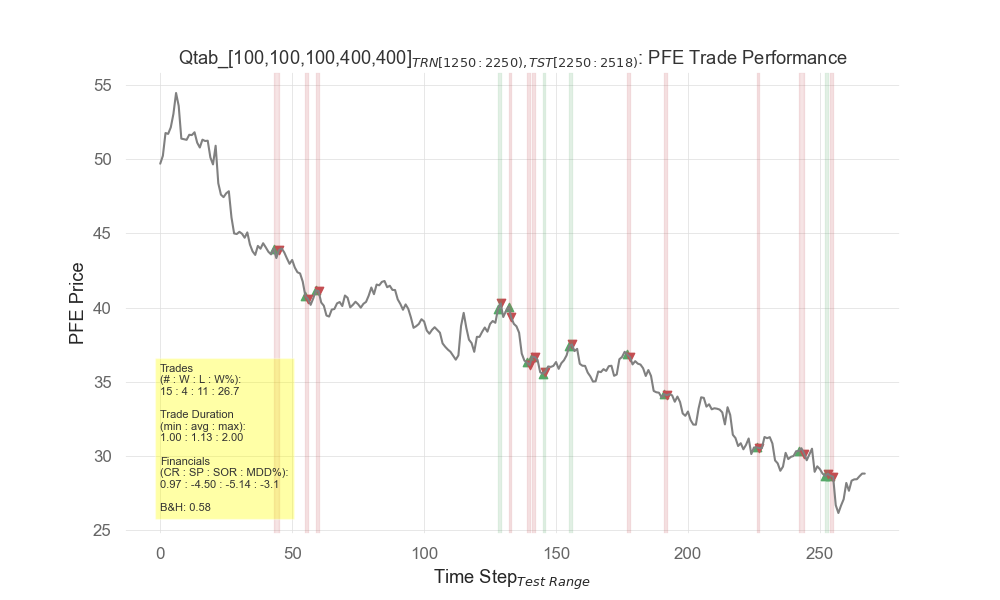 Qtab_[100,100,100,400,400]TRN[1250:2250),TST[2250:2518): PFE Trade Performance
55
50
45
40
35
30
25
PFE Price
Trades
(# : W : L : W%):
15 : 4 : 11 : 26.7
Trade Duration
(min : avg : max):
1.00 : 1.13 : 2.00
Financials
(CR : SP : SOR : MDD%):
0.97 : -4.50 : -5.14 : -3.1
B&H: 0.58
0 50 100 150 200 250
Time StepTest Range